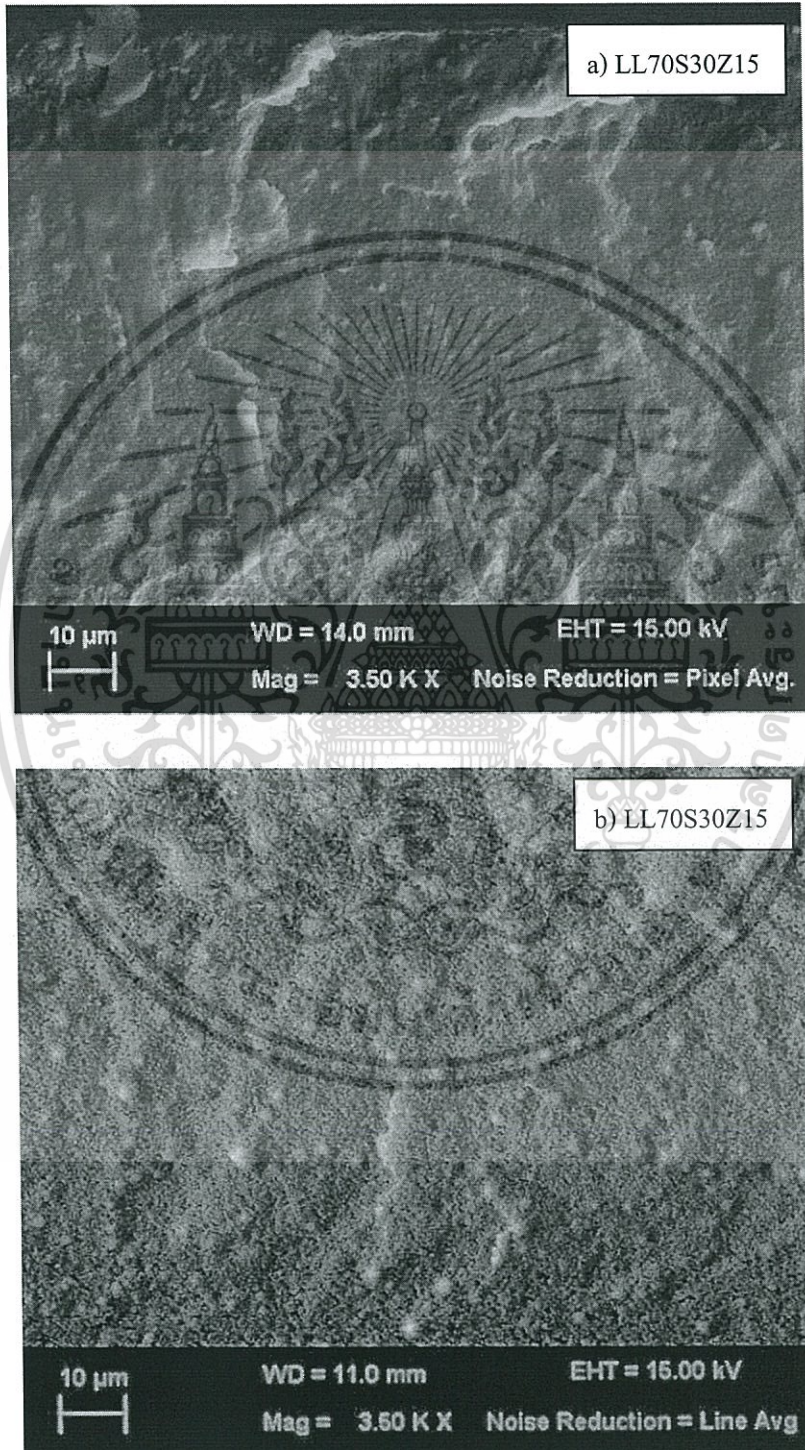 a) LL70S30Z15
10 µm WD = 14.0 mm EHT = 15.00 kV
Mag = 3.50 K X Noise Reduction = Pixel Avg.
b) LL70S30Z15
10 µm WD = 11.0 mm EHT = 15.00 kV
Mag = 3.50 K X Noise Reduction = Line Avg